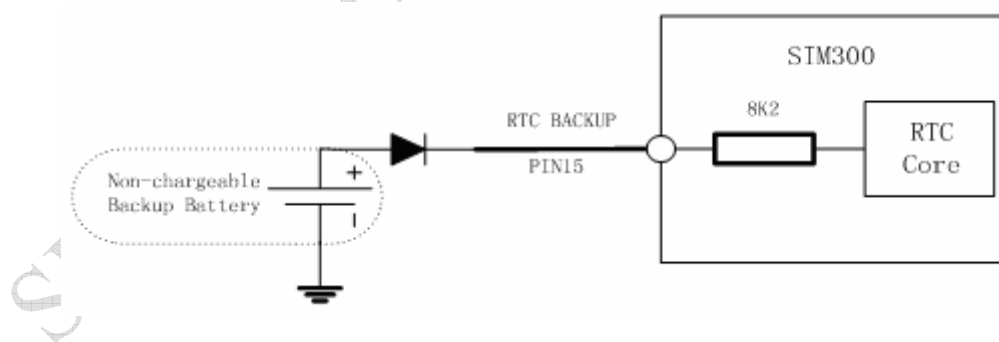 SIM300
8K2
RTC BACKUP
PIN15
RTC
Core
Non-chargeable
Backup Battery
+
-